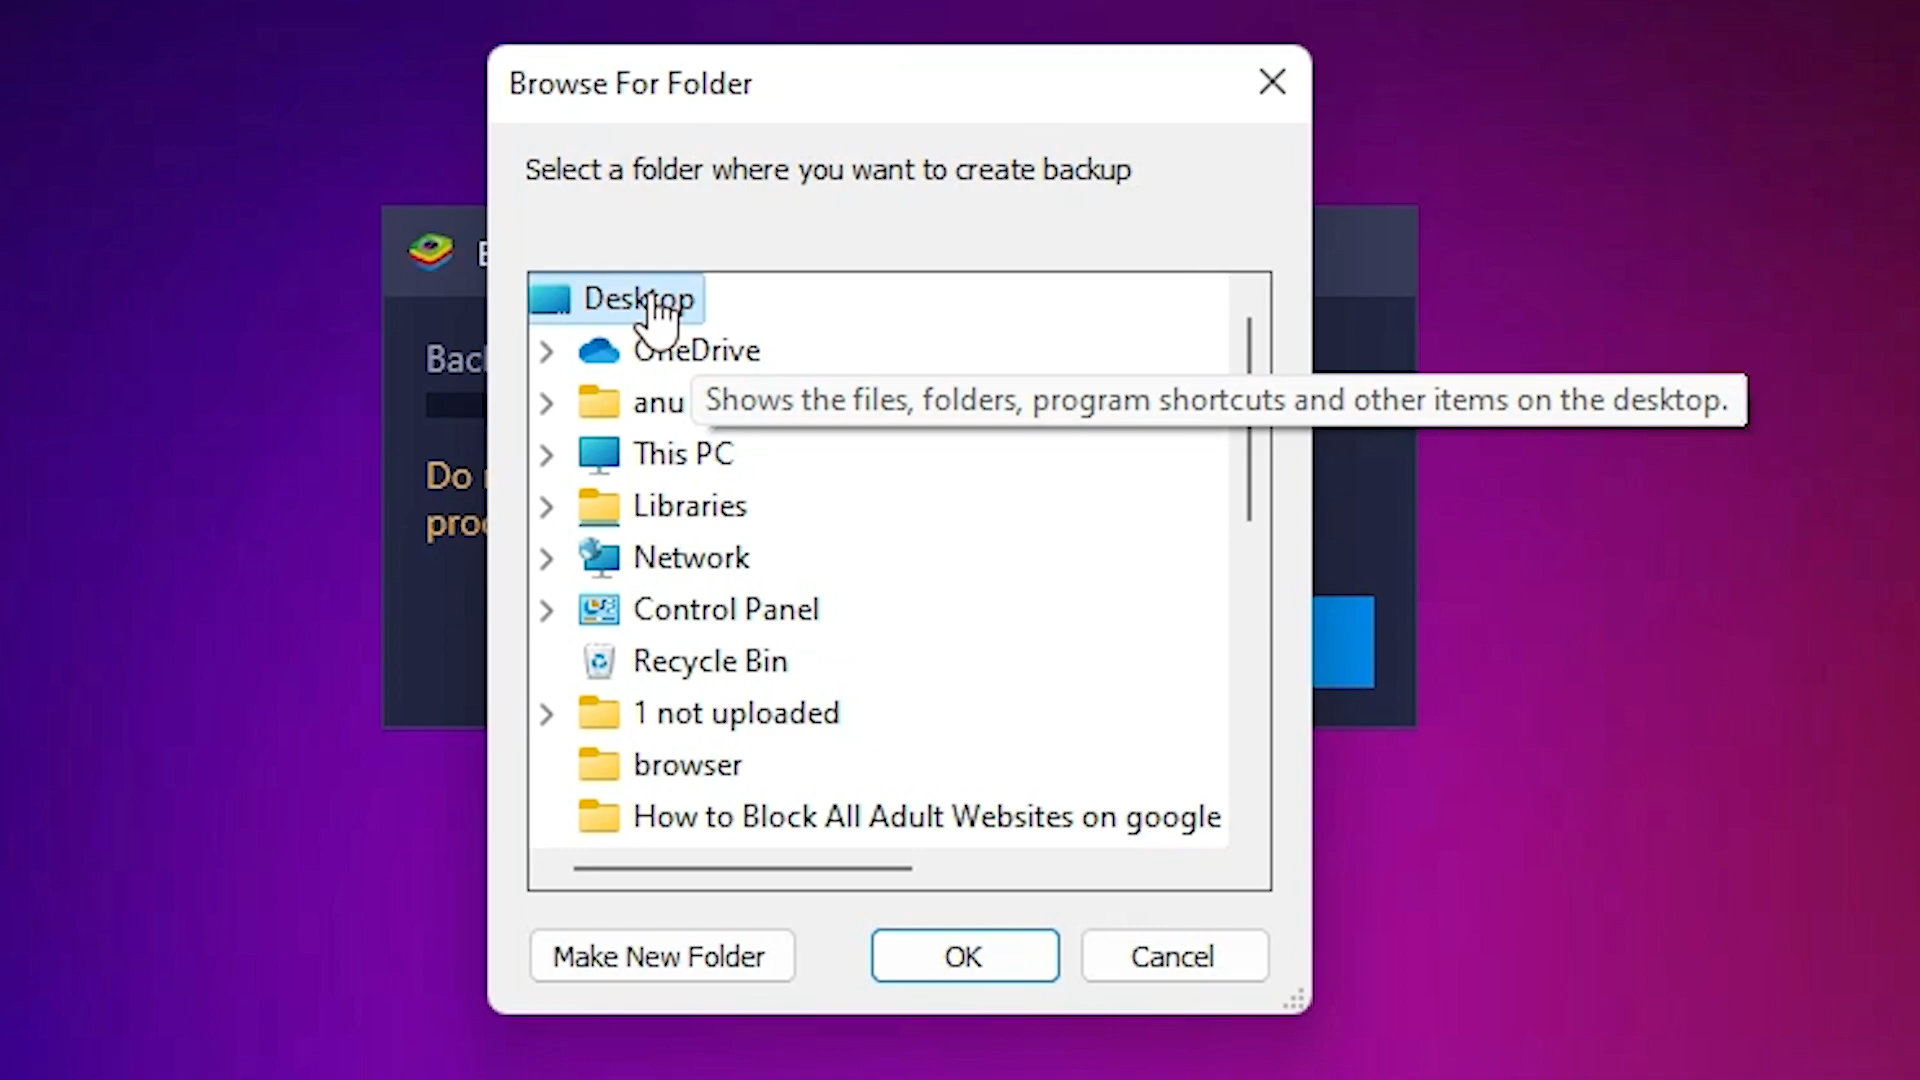 Browse For Folder
Select a folder where you want to create backup
Desktop
OneDrive
anu
Shows the files, folders, program shortcuts and other items on the desktop.
This PC
Libraries
Network
Control Panel
Recycle Bin
1 not uploaded
browser
How to Block All Adult Websites on google
Make New Folder
OK
Cancel
Do